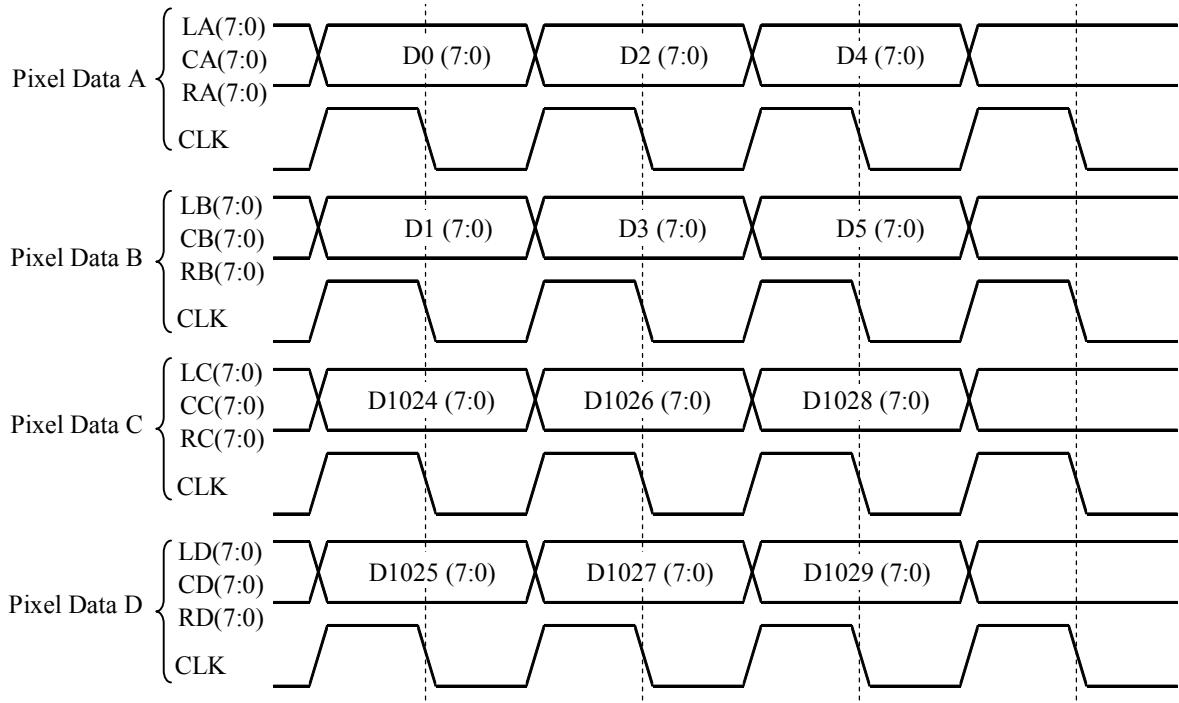 LA(7:0)
CA(7:0)
RA(7:0)
Pixel Data A
CLK
D0 (7:0) D2 (7:0) D4 (7:0)
LB(7:0)
CB(7:0)
RB(7:0)
Pixel Data B
CLK
D1 (7:0) D3 (7:0) D5 (7:0)
LC(7:0)
CC(7:0)
RC(7:0)
Pixel Data C
CLK
D1024 (7:0) D1026 (7:0) D1028 (7:0)
LD(7:0)
CD(7:0)
RD(7:0)
Pixel Data D
CLK
D1025 (7:0) D1027 (7:0) D1029 (7:0)